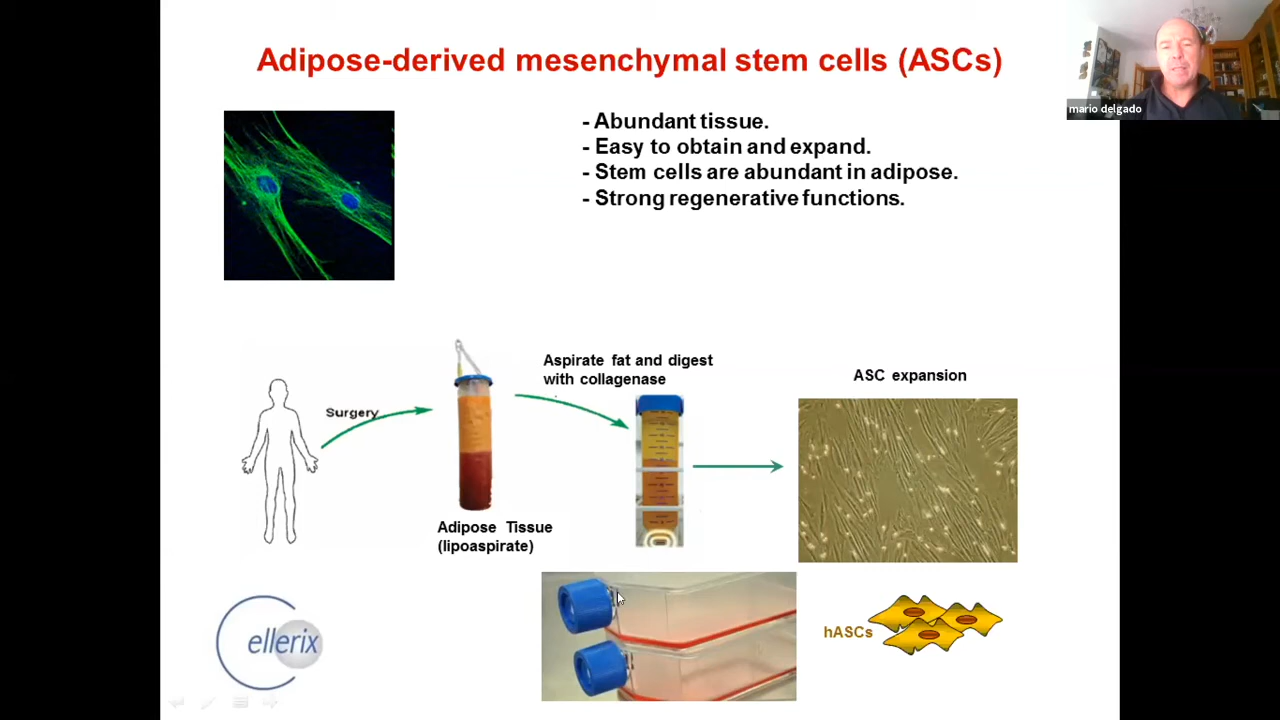 Adipose-derived mesenchymal stem cells (ASCs)
mario delgado
- Abundant tissue.
- Easy to obtain and expand.
- Stem cells are abundant in adipose.
- Strong regenerative functions.
Surgery
Adipose Tissue
(lipoaspirate)
Aspirate fat and digest
with collagenase
ASC expansion
hASCs
Cellerix